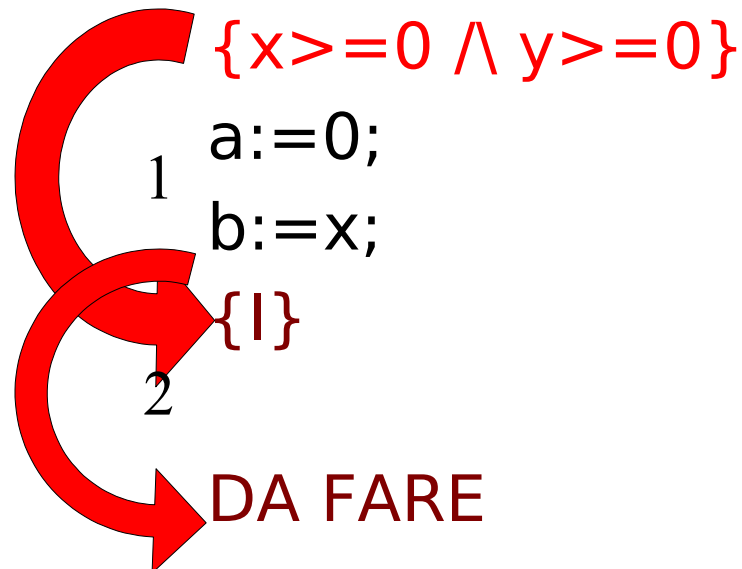 {x>=0 /\ y>=0}
a:=0;
1
b:=x;
{I}
2
DA FARE